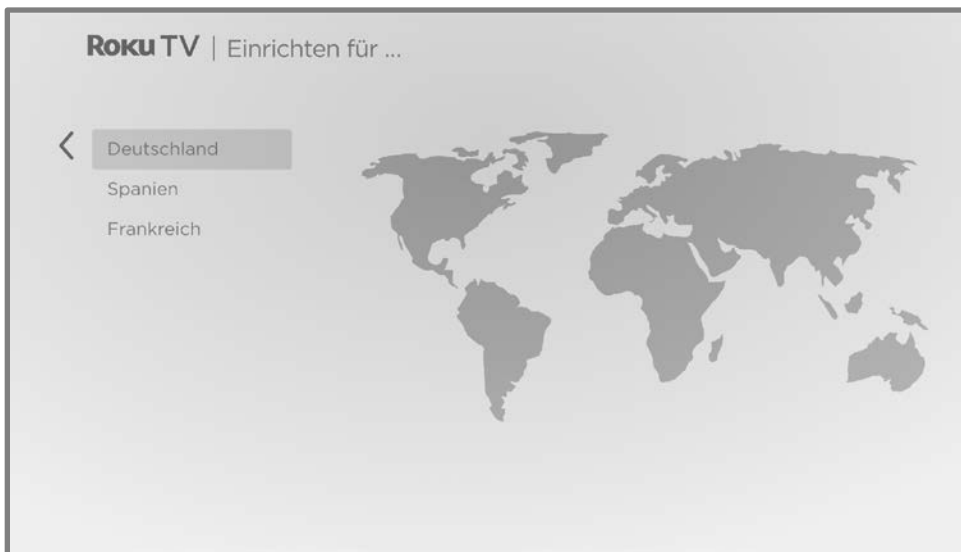 Roku TV | Einrichten für ...
Deutschland
Spanien
Frankreich